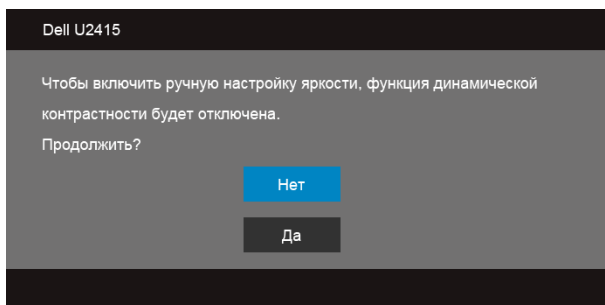 Dell U2415
Чтобы включить ручную настройку яркости, функция динамической
контрастности будет отключена.
Продолжить?
Нет
Да